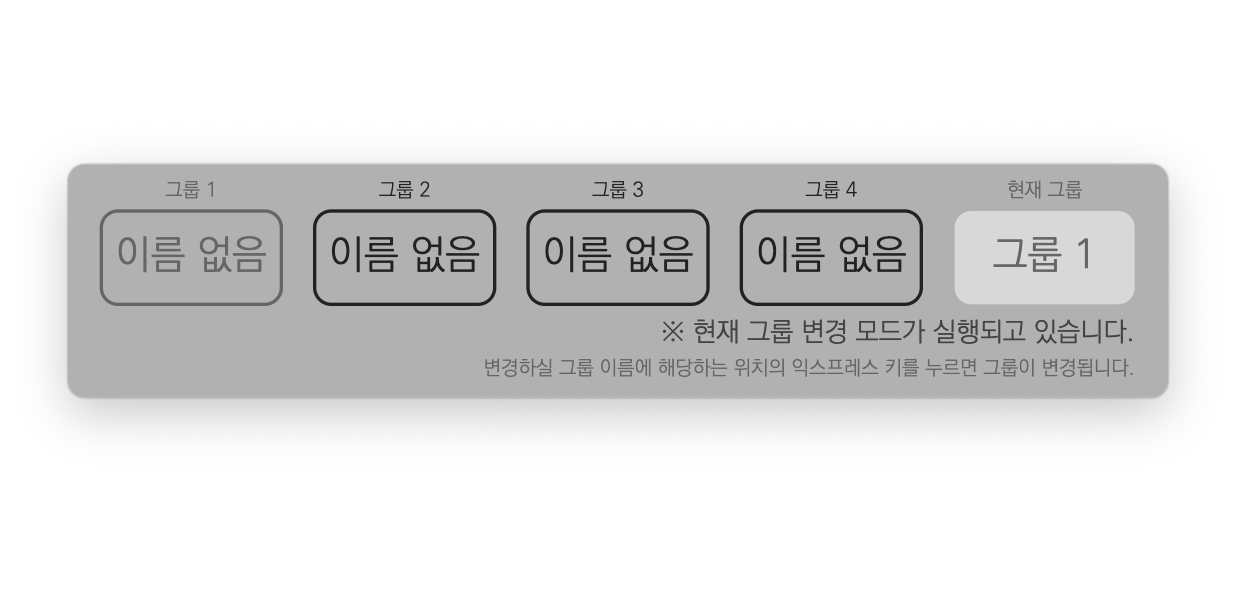 그룹 1 그룹 2 그룹 3 그룹 4 현재 그룹
이름 없음 이름 없음 이름 없음 이름 없음 그룹 1
※ 현재 그룹 변경 모드가 실행되고 있습니다.
변경하실 그룹 이름에 해당하는 위치의 익스프레스 키를 누르면 그룹이 변경됩니다.